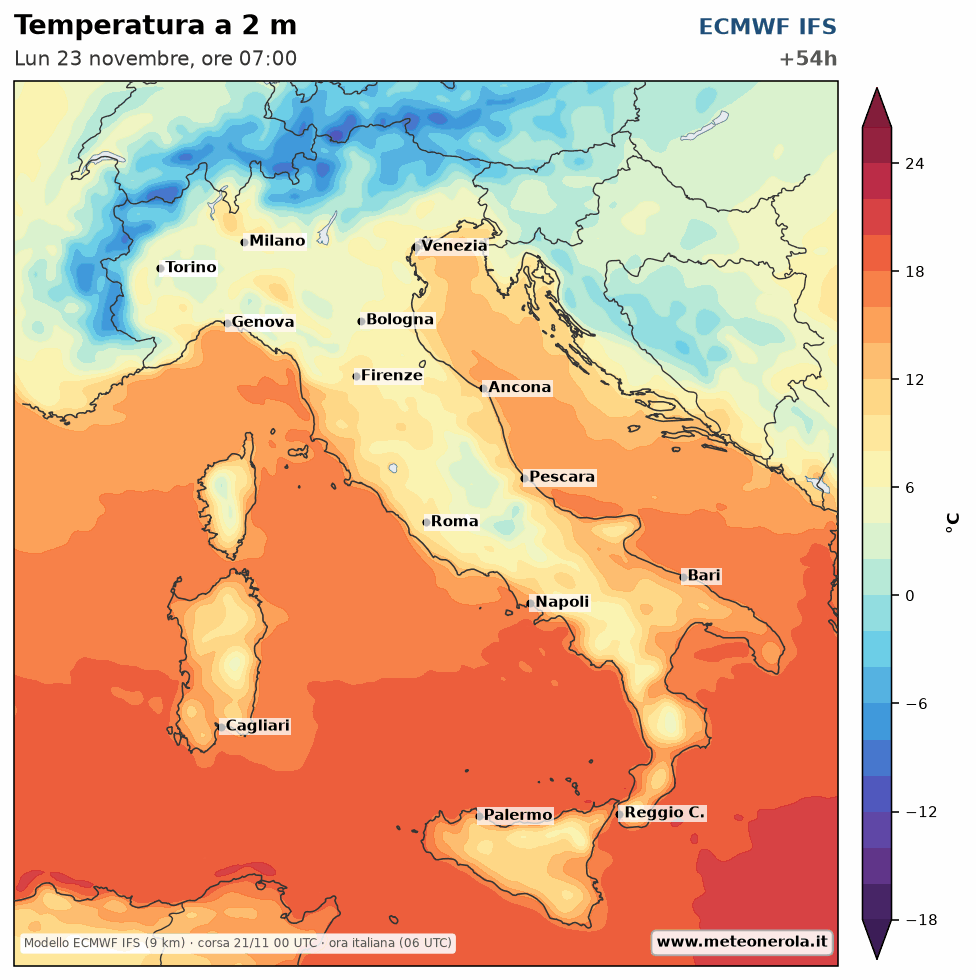 Temperatura a 2 m
ECMWF IFS
Lun 23 novembre, ore 07:00
+54h
Milano
Venezia
Torino
Genova
Bologna
Firenze
Ancona
Pescara
Roma
Bari
Napoli
Cagliari
Palermo
Reggio C.
24
18
12
6
0
−6
−12
−18
°C
Modello ECMWF IFS (9 km) · corsa 21/11 00 UTC · ora italiana (06 UTC)
www.meteonerola.it